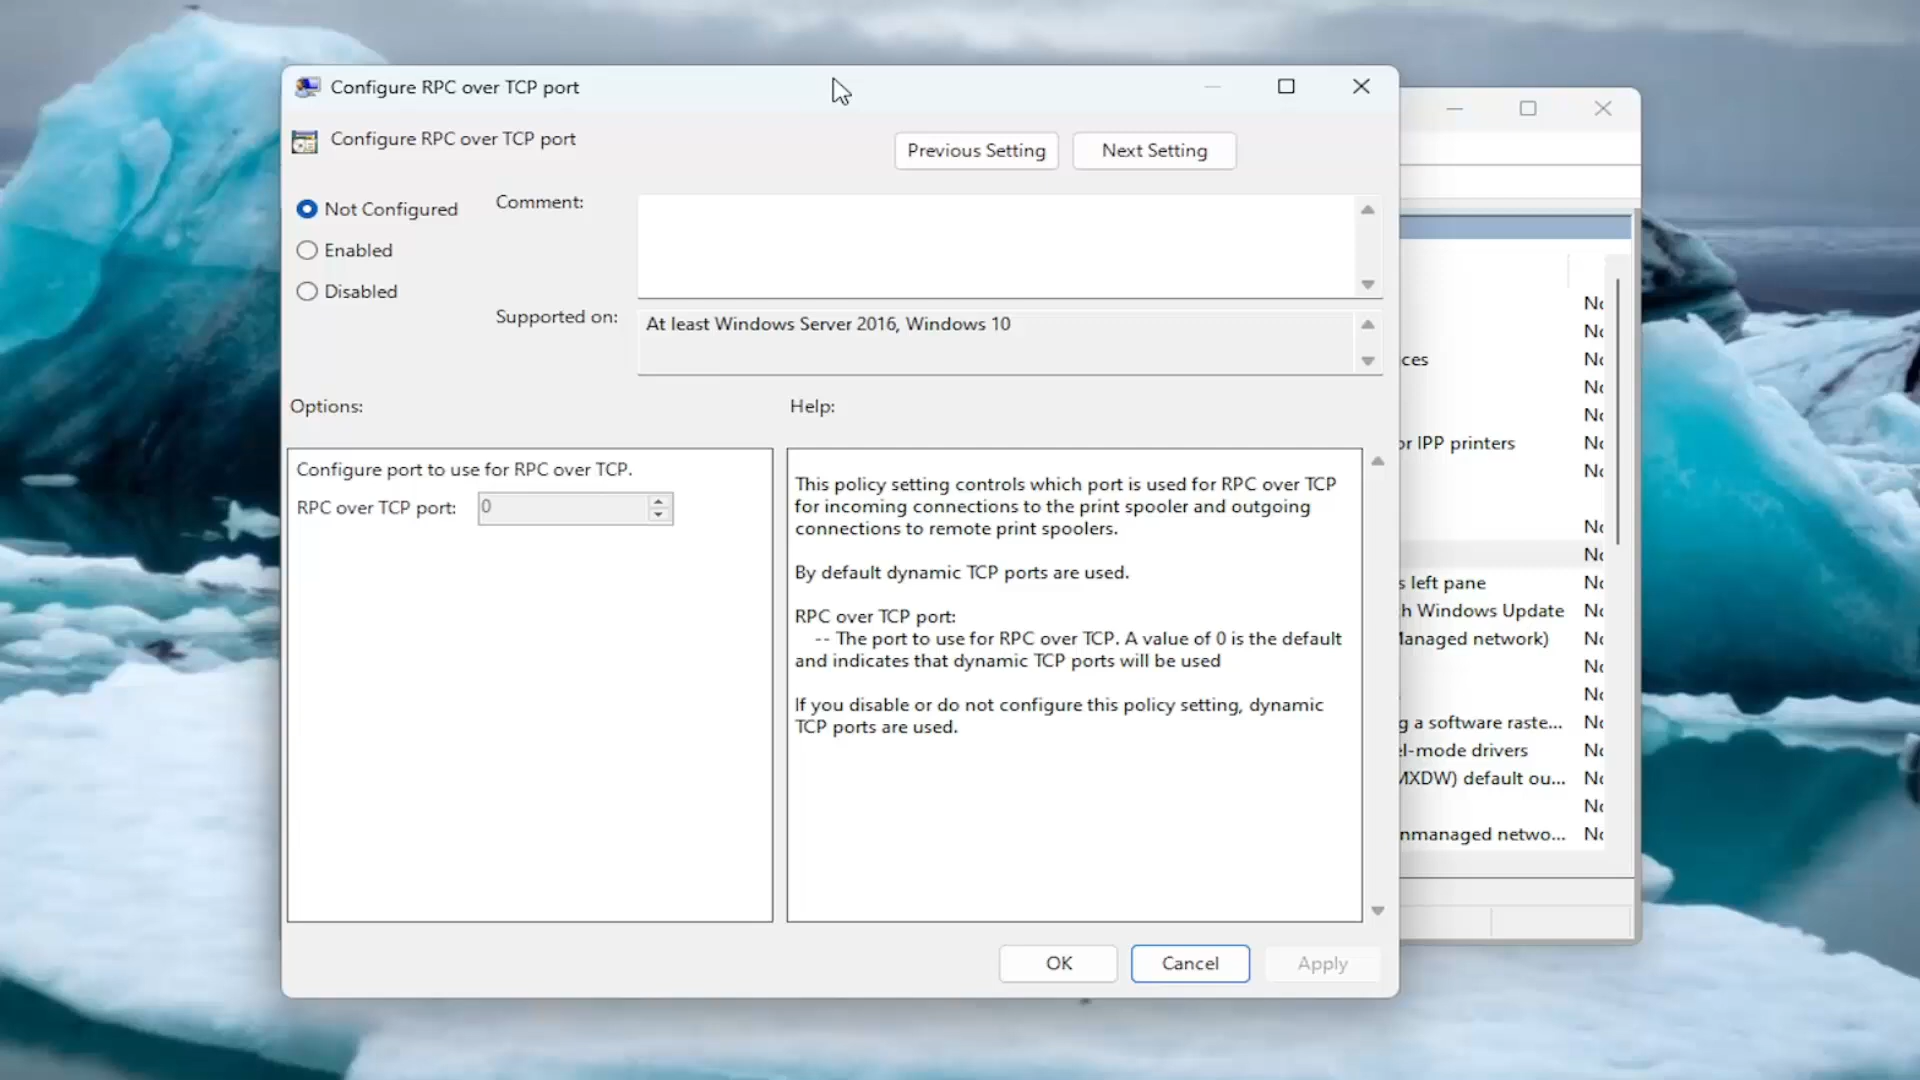 Configure RPC over TCP port
Configure RPC over TCP port
Previous Setting
Next Setting
Not Configured
Enabled
Disabled
Comment:
Supported on:
At least Windows Server 2016, Windows 10
Options:
Help:
Configure port to use for RPC over TCP.
RPC over TCP port:
0
This policy setting controls which port is used for RPC over TCP
for incoming connections to the print spooler and outgoing
connections to remote print spoolers.
By default dynamic TCP ports are used.
RPC over TCP port:
-- The port to use for RPC over TCP. A value of 0 is the default
and indicates that dynamic TCP ports will be used
If you disable or do not configure this policy setting, dynamic
TCP ports are used.
OK
Cancel
Apply
IPP printers
left pane
Windows Update
network)
a software raste...
drivers
default ou...